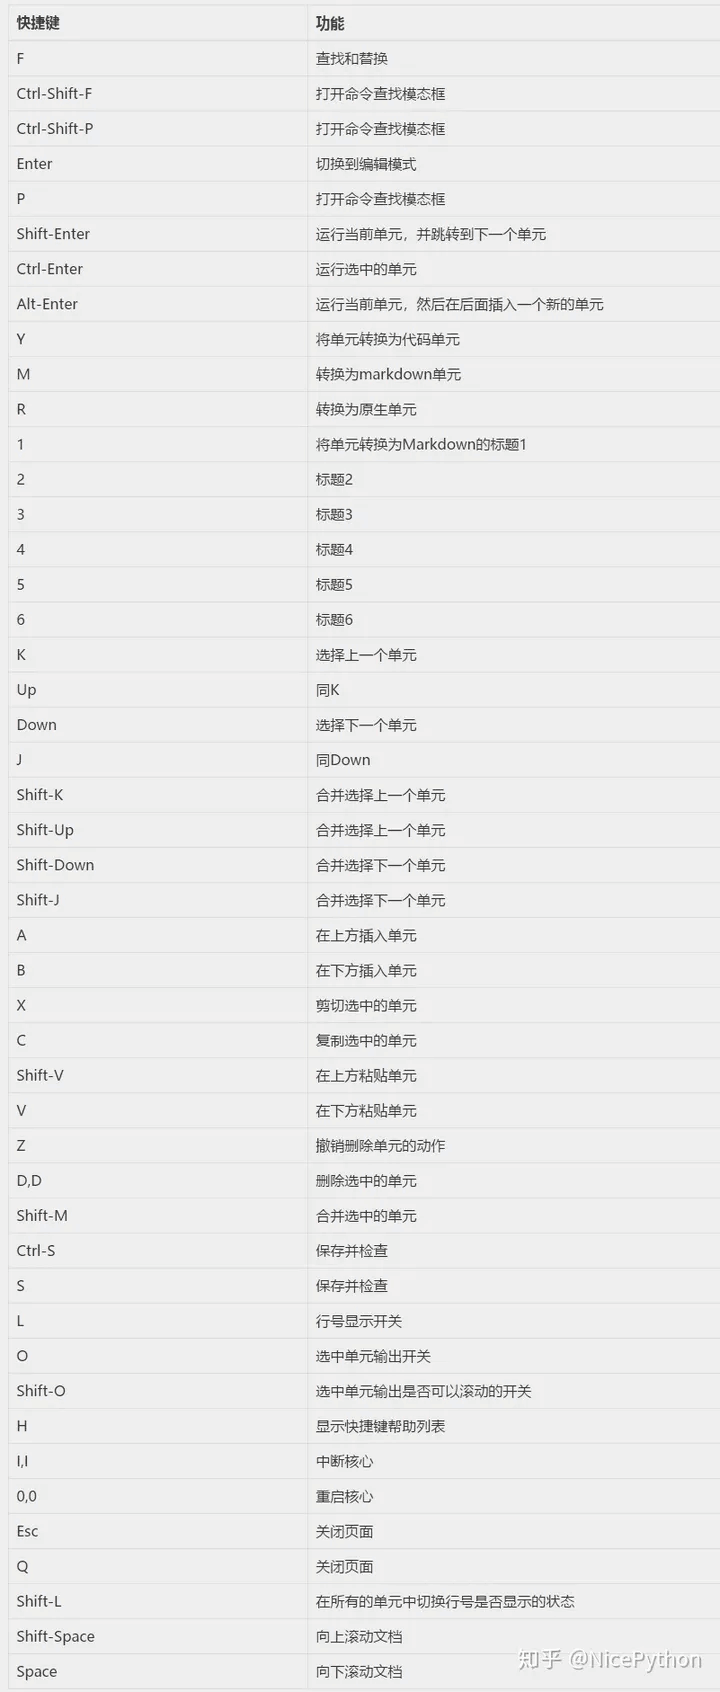 快捷键 功能
F 查找和替换
Ctrl-Shift-F 打开命令查找模态框
Ctrl-Shift-P 打开命令查找模态框
Enter 切换到编辑模式
P 打开命令查找模态框
Shift-Enter 运行当前单元，并跳转到下一个单元
Ctrl-Enter 运行选中的单元
Alt-Enter 运行当前单元，然后在后面插入一个新的单元
Y 将单元转换为代码单元
M 转换为markdown单元
R 转换为原生单元
1 将单元转换为Markdown的标题1
2 标题2
3 标题3
4 标题4
5 标题5
6 标题6
K 选择上一个单元
Up 同K
Down 选择下一个单元
J 同Down
Shift-K 合并选择上一个单元
Shift-Up 合并选择上一个单元
Shift-Down 合并选择下一个单元
Shift-J 合并选择下一个单元
A 在上方插入单元
B 在下方插入单元
X 剪切选中的单元
C 复制选中的单元
Shift-V 在上方粘贴单元
V 在下方粘贴单元
Z 撤销删除单元的动作
D,D 删除选中的单元
Shift-M 合并选中的单元
Ctrl-S 保存并检查
S 保存并检查
L 行号显示开关
O 选中单元输出开关
Shift-O 选中单元输出是否可以滚动的开关
H 显示快捷键帮助列表
I,I 中断核心
0,0 重启核心
Esc 关闭页面
Q 关闭页面
Shift-L 在所有的单元中切换行号是否显示的状态
Shift-Space 向上滚动文档
知乎 @NicePython
Space 向下滚动文档